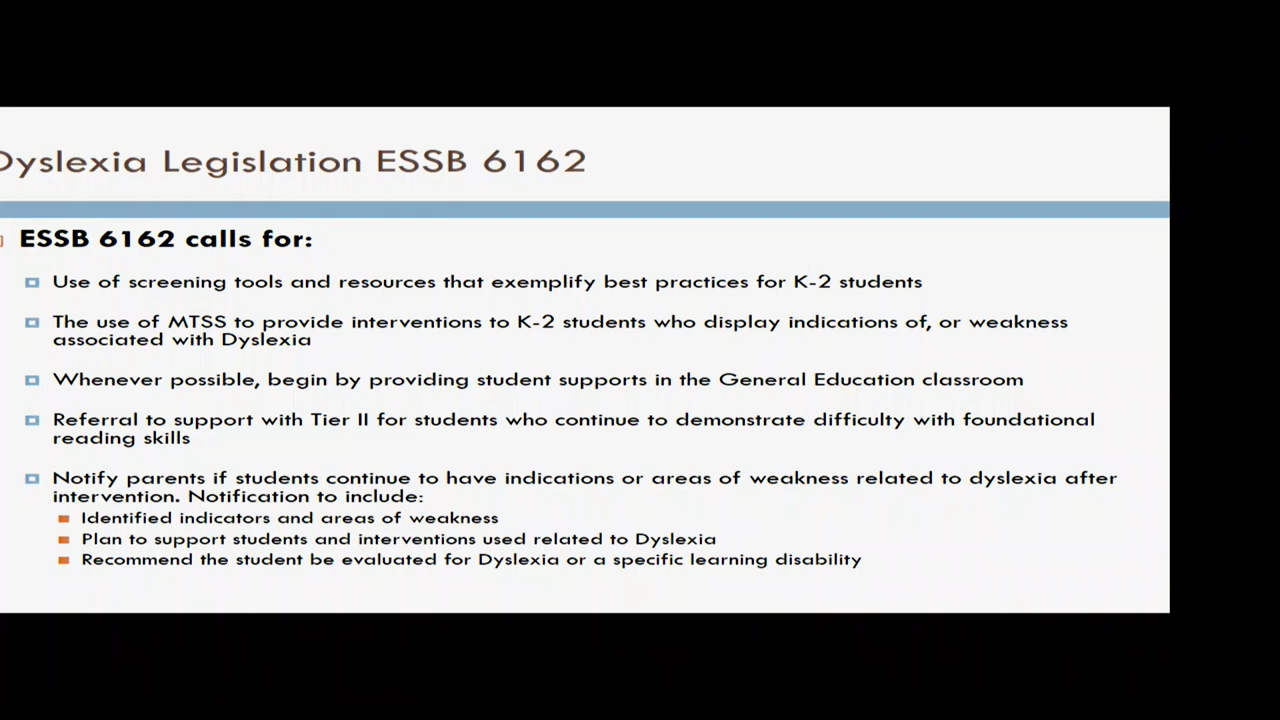 Dyslexia Legislation ESSB 6162
ESSB 6162 calls for:
Use of screening tools and resources that exemplify best practices for K-2 students
The use of MTSS to provide interventions to K-2 students who display indications of, or weakness
associated with Dyslexia
Whenever possible, begin by providing student supports in the General Education classroom
Referral to support with Tier II for students who continue to demonstrate difficulty with foundational
reading skills
Notify parents if students continue to have indications or areas of weakness related to dyslexia after
intervention. Notification to include:
Identified indicators and areas of weakness
Plan to support students and interventions used related to Dyslexia
Recommend the student be evaluated for Dyslexia or a specific learning disability